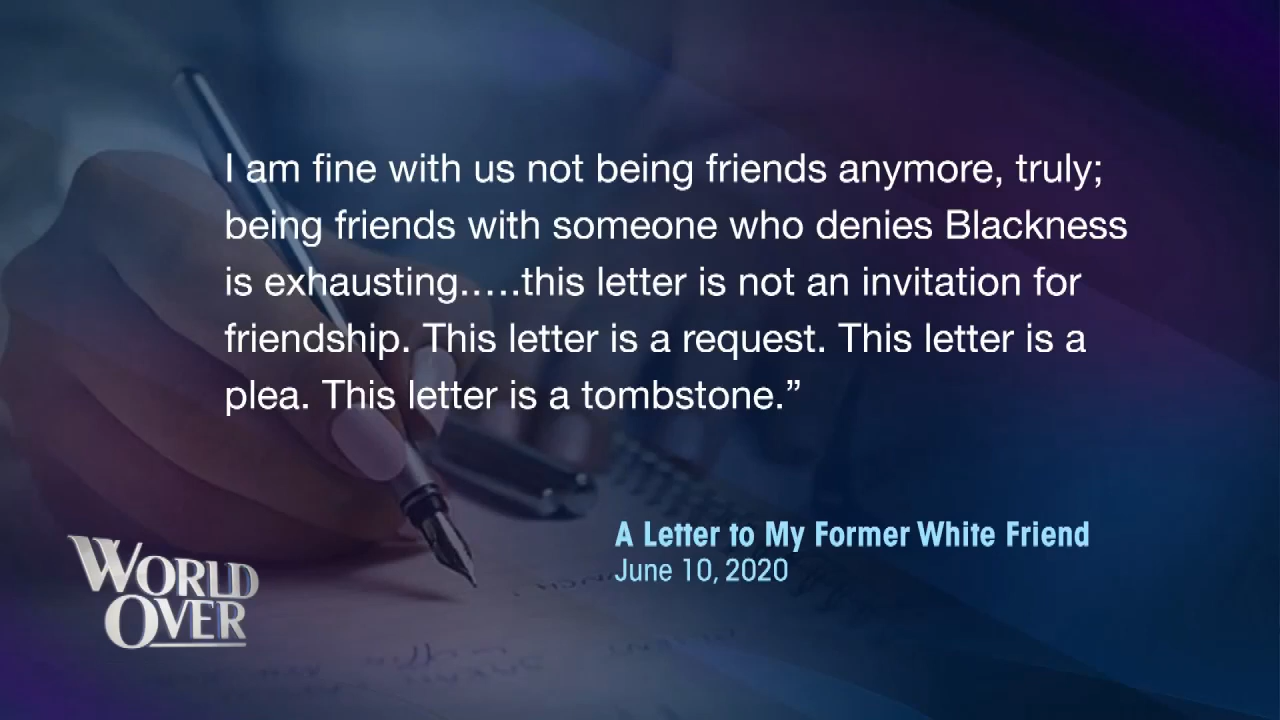 I am fine with us not being friends anymore, truly;
being friends with someone who denies Blackness
is exhausting.....this letter is not an invitation for
friendship. This letter is a request. This letter is a
plea. This letter is a tombstone.”
A Letter to My Former White Friend
June 10, 2020
WORLD
OVER